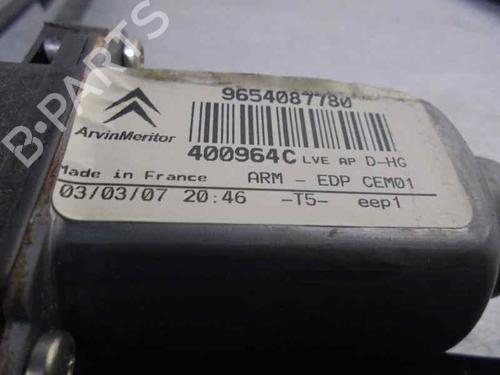 9654087780
ArvinMeritor
400964C LVE AP D-HG
Made in France ARM - EDP CEM01
03/03/07 20:46 -T5- eep1
B-PARTS